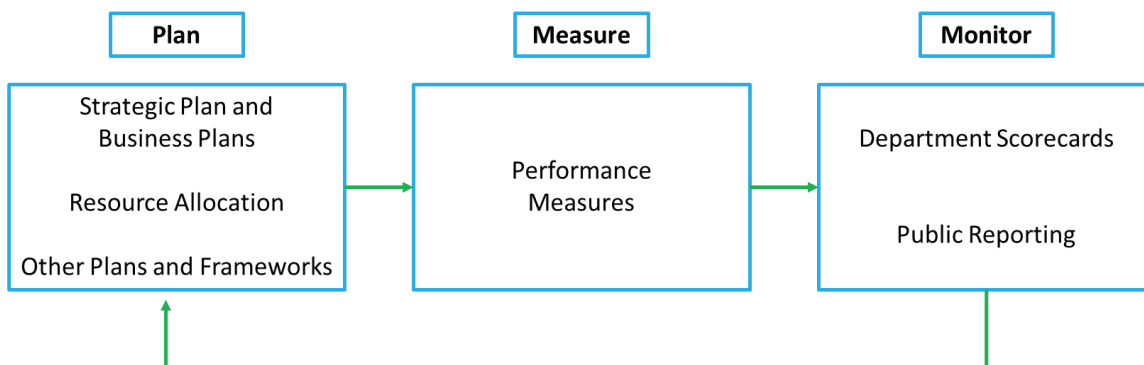 Plan
Measure
Monitor
Strategic Plan and
Business Plans
Resource Allocation
Other Plans and Frameworks
Performance
Measures
Department Scorecards
Public Reporting